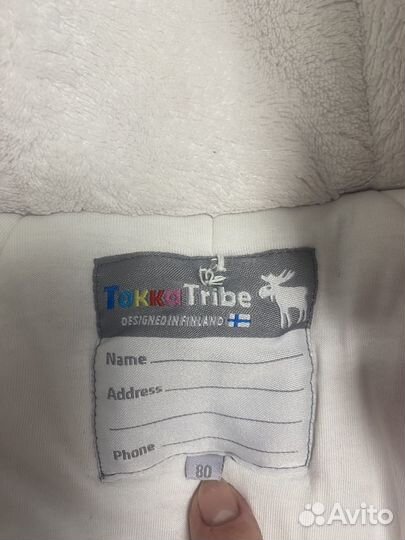 TokkaTribe
DESIGNED IN FINLAND
Name
Address
Phone
80
Avito